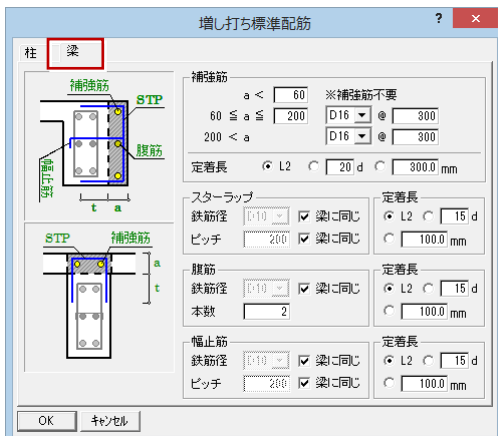 増し打ち標準配筋
? ×
柱 梁
補強筋
STP
腹筋
幅止筋
t a
STP 補強筋
a
t
補強筋
a < 60 ※補強筋不要
60 ≦ a ≦ 200 D16 @ 300
200 < a D16 @ 300
定着長 L2 20 d 300.0 mm
スターラップ
鉄筋径 D10 梁に同じ
ピッチ 200 梁に同じ
定着長
L2 15 d
100.0 mm
腹筋
鉄筋径 D10 梁に同じ
本数 2
定着長
L2 15 d
100.0 mm
幅止筋
鉄筋径 D10 梁に同じ
ピッチ 200 梁に同じ
定着長
L2 15 d
100.0 mm
OK キャンセル